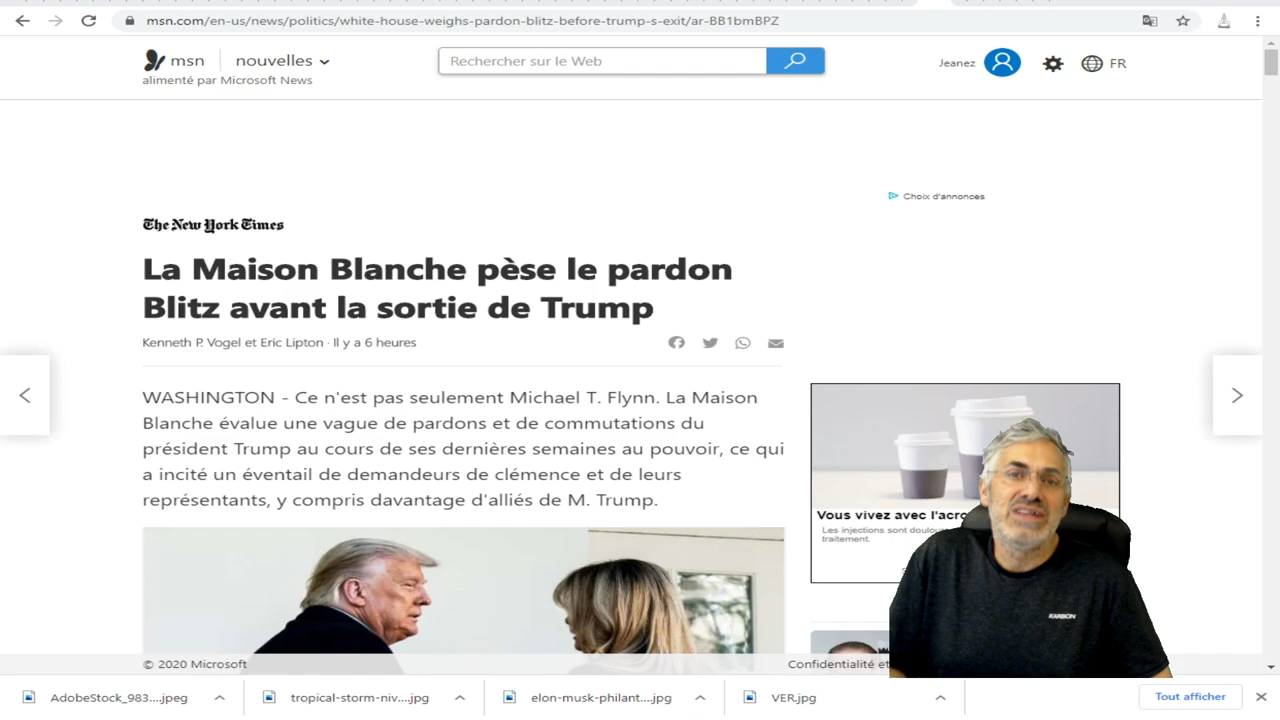 msn.com/en-us/news/politics/white-house-weighs-pardon-blitz-before-trump-s-exit/ar-BB1bmBPZ
msn nouvelles
alimenté par Microsoft News
Rechercher sur le Web
Jeanez
FR
Choix d'annonces
The New York Times
La Maison Blanche pèse le pardon
Blitz avant la sortie de Trump
Kenneth P. Vogel et Eric Lipton · Il y a 6 heures
WASHINGTON - Ce n'est pas seulement Michael T. Flynn. La Maison
Blanche évalue une vague de pardons et de commutations du
président Trump au cours de ses dernières semaines au pouvoir, ce qui
a incité un éventail de demandeurs de clémence et de leurs
représentants, y compris davantage d'alliés de M. Trump.
Vous vivez avec l'acro
Les injections sont
traitement.
KARBON
© 2020 Microsoft
Confidentialité et
AdobeStock_983....jpeg
tropical-storm-niv....jpg
elon-musk-philant....jpg
VER.jpg
Tout afficher